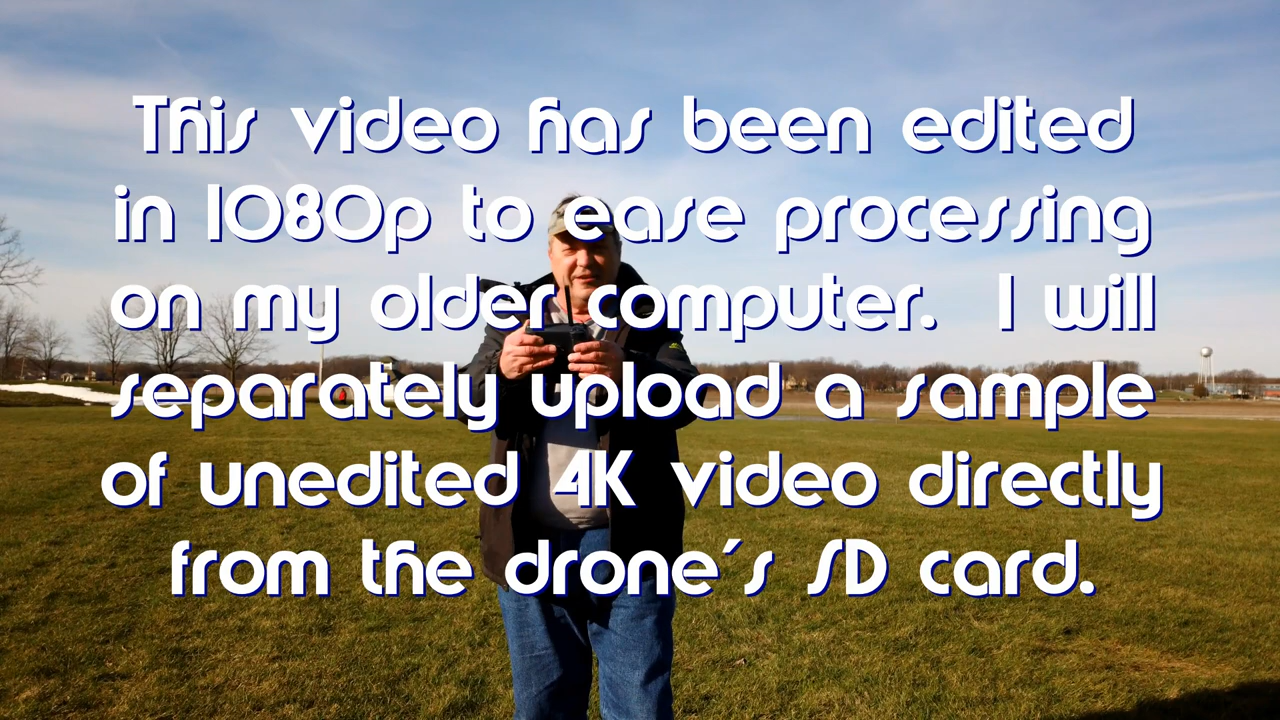 This video has been edited
in 1080p to ease processing
on my older computer. I will
separately upload a sample
of unedited 4K video directly
from the drone's SD card.